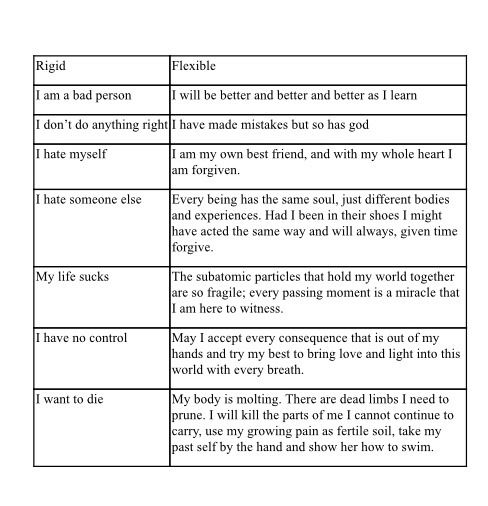 Rigid
Flexible
I am a bad person
I will be better and better and better as I learn
I don't do anything right
I have made mistakes but so has god
I hate myself
I am my own best friend, and with my whole heart I
am forgiven.
I hate someone else
Every being has the same soul, just different bodies
and experiences. Had I been in their shoes I might
have acted the same way and will always, given time
forgive.
My life sucks
The subatomic particles that hold my world together
are so fragile; every passing moment is a miracle that
I am here to witness.
I have no control
May I accept every consequence that is out of my
hands and try my best to bring love and light into this
world with every breath.
I want to die
My body is molting. There are dead limbs I need to
prune. I will kill the parts of me I cannot continue to
carry, use my growing pain as fertile soil, take my
past self by the hand and show her how to swim.